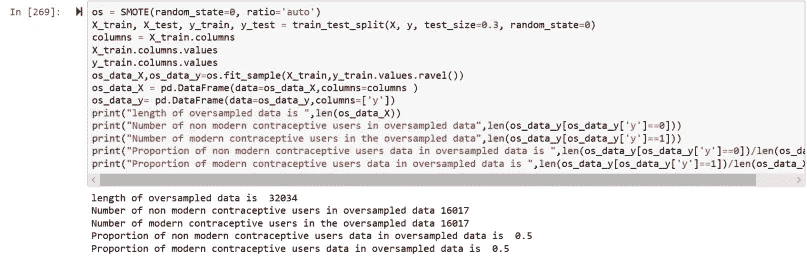 In [269]:
os = SMOTE(random_state=0, ratio='auto')
X_train, X_test, y_train, y_test = train_test_split(X, y, test_size=0.3, random_state=0)
columns = X_train.columns
X_train.columns.values
y_train.columns.values
os_data_X,os_data_y=os.fit_sample(X_train,y_train.values.ravel())
os_data_X = pd.DataFrame(data=os_data_X,columns=columns )
os_data_y= pd.DataFrame(data=os_data_y,columns=['y'])
print("length of oversampled data is ",len(os_data_X))
print("Number of non modern contraceptive users in oversampled data",len(os_data_y[os_data_y['y']==0]))
print("Number of modern contraceptive users in the oversampled data",len(os_data_y[os_data_y['y']==1]))
print("Proportion of non modern contraceptive users data in oversampled data is ",len(os_data_y[os_data_y['y']==0])/len(os_da
print("Proportion of modern contraceptive users data in oversampled data is ",len(os_data_y[os_data_y['y']==1])/len(os_data_X
length of oversampled data is  32034
Number of non modern contraceptive users in oversampled data 16017
Number of modern contraceptive users in the oversampled data 16017
Proportion of non modern contraceptive users data in oversampled data is  0.5
Proportion of modern contraceptive users data in oversampled data is  0.5